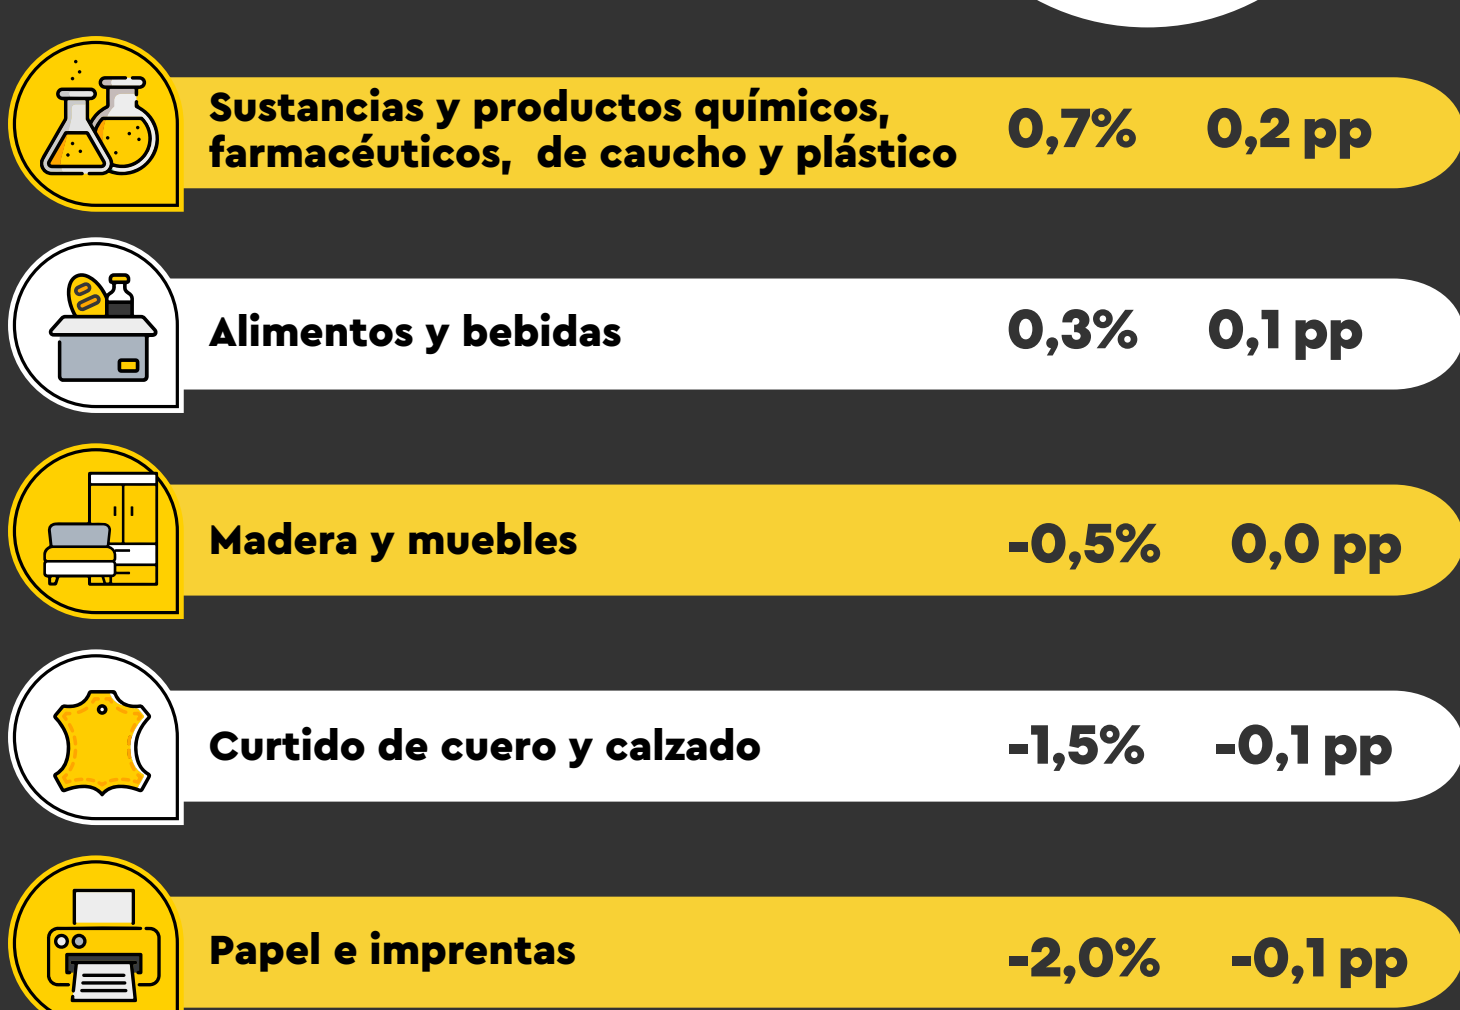 Sustancias y productos químicos,
farmacéuticos, de caucho y plástico
0,7% 0,2 pp
Alimentos y bebidas 0,3% 0,1 pp
Madera y muebles -0,5% 0,0 pp
Curtido de cuero y calzado -1,5% -0,1 pp
Papel e imprentas -2,0% -0,1 pp